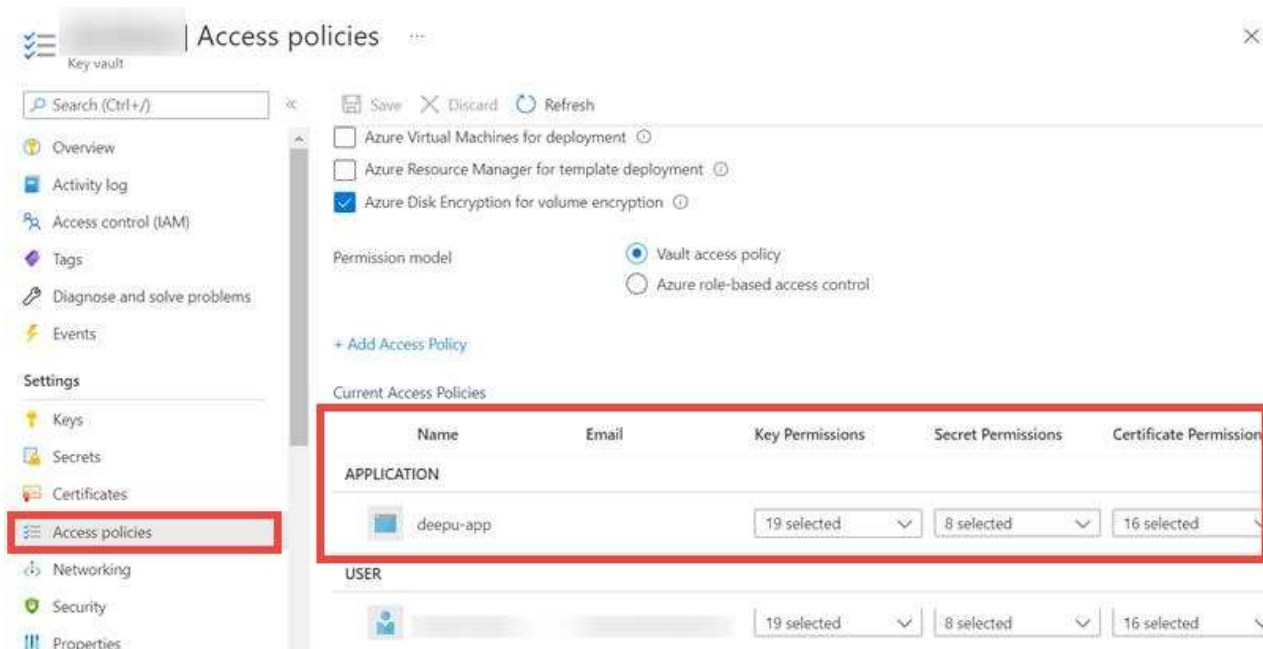 | Access policies ...
Key vault
Search (Ctrl+/)
«
Save Discard Refresh
Overview
Activity log
Access control (IAM)
Tags
Diagnose and solve problems
Events
Settings
Keys
Secrets
Certificates
Access policies
Networking
Security
Properties
Azure Virtual Machines for deployment
Azure Resource Manager for template deployment
Azure Disk Encryption for volume encryption
Permission model
Vault access policy
Azure role-based access control
+ Add Access Policy
Current Access Policies
Name Email Key Permissions Secret Permissions Certificate Permission
APPLICATION
deepu-app 19 selected 8 selected 16 selected
USER
19 selected 8 selected 16 selected